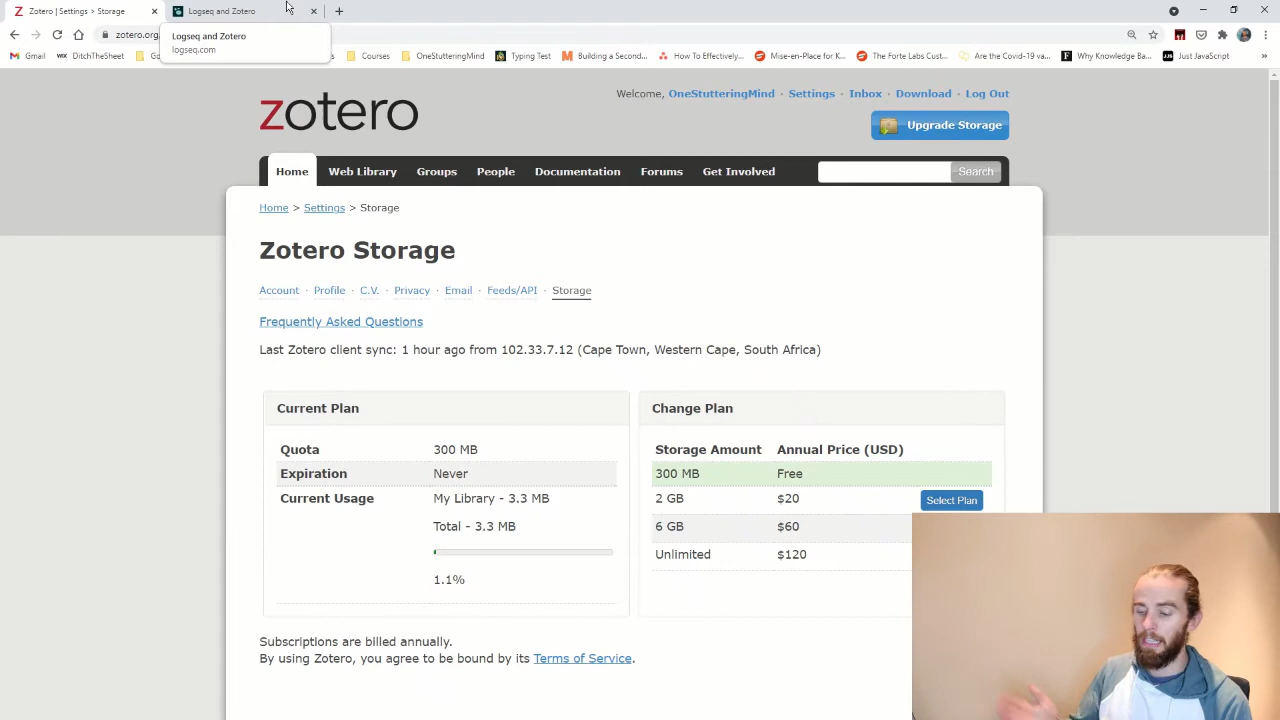 Zotero | Settings > Storage
Logseq and Zotero
zotero.org
Logseq and Zotero
logseq.com
Gmail
DitchTheSheet
Courses
OneStutteringMind
Typing Test
Building a Second...
How To Effectively...
Mise-en-Place for K...
The Forte Labs Cust...
Are the Covid-19 va...
Why Knowledge Ba...
Just JavaScript
zotero
Welcome, OneStutteringMind · Settings · Inbox · Download · Log Out
Upgrade Storage
Home Web Library Groups People Documentation Forums Get Involved Search
Home > Settings > Storage
Zotero Storage
Account · Profile · C.V. · Privacy · Email · Feeds/API · Storage
Frequently Asked Questions
Last Zotero client sync: 1 hour ago from 102.33.7.12 (Cape Town, Western Cape, South Africa)
Current Plan
Quota 300 MB
Expiration Never
Current Usage My Library - 3.3 MB
Total - 3.3 MB
1.1%
Change Plan
Storage Amount Annual Price (USD)
300 MB Free
2 GB $20 Select Plan
6 GB $60
Unlimited $120
Subscriptions are billed annually.
By using Zotero, you agree to be bound by its Terms of Service.